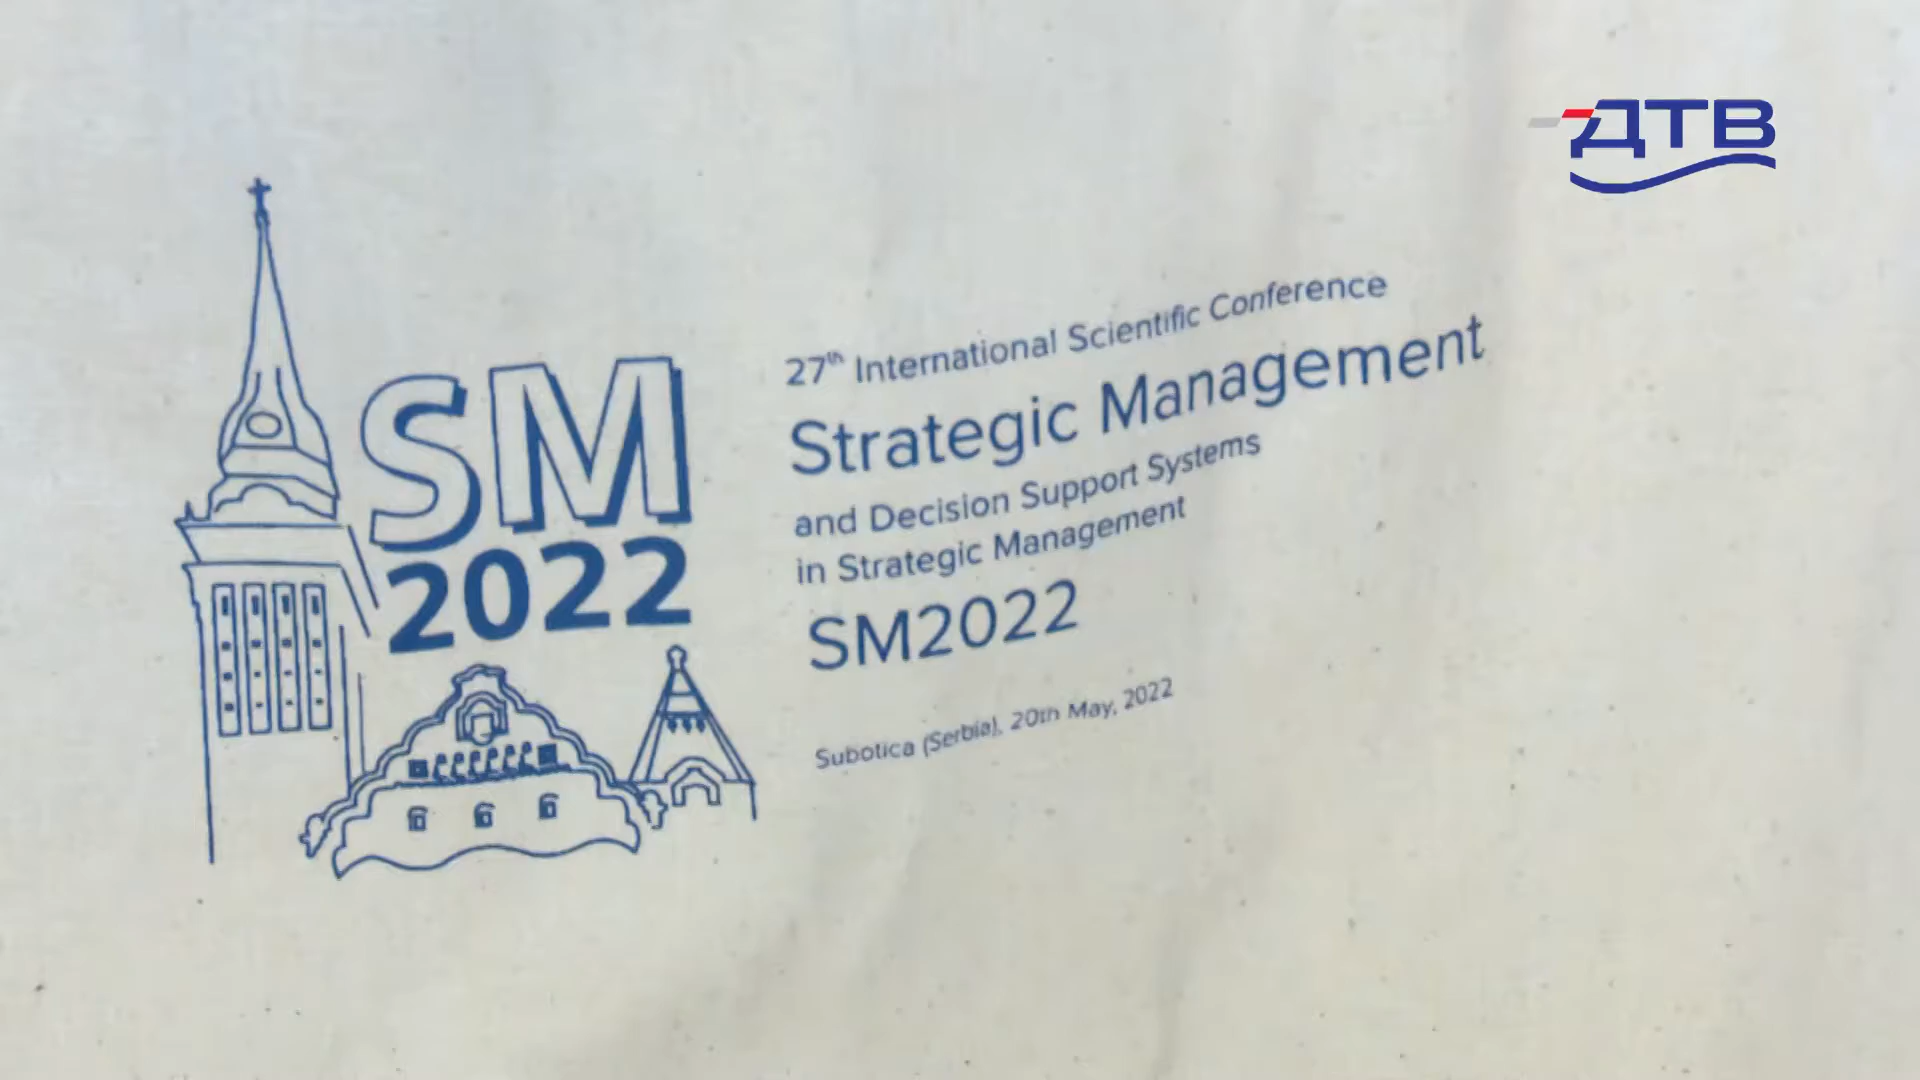 ДТВ
SM
2022
27th International Scientific Conference
Strategic Management
and Decision Support Systems
in Strategic Management
SM2022
Subotica (Serbia), 20th May, 2022